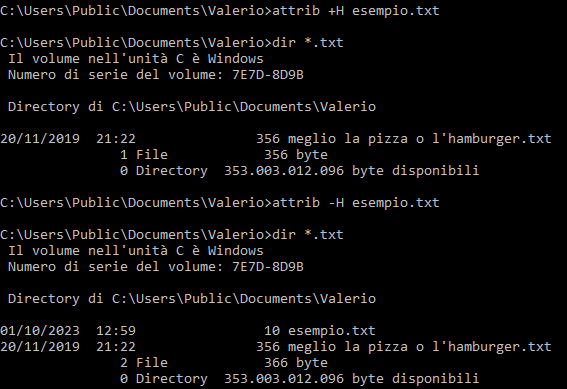 C:\Users\Public\Documents\Valerio>attrib +H esempio.txt
C:\Users\Public\Documents\Valerio>dir *.txt
Il volume nell'unità C è Windows
Numero di serie del volume: 7E7D-8D9B
Directory di C:\Users\Public\Documents\Valerio
20/11/2019  21:22               356 meglio la pizza o l'hamburger.txt
1 File            356 byte
0 Directory  353.003.012.096 byte disponibili
C:\Users\Public\Documents\Valerio>attrib -H esempio.txt
C:\Users\Public\Documents\Valerio>dir *.txt
Il volume nell'unità C è Windows
Numero di serie del volume: 7E7D-8D9B
Directory di C:\Users\Public\Documents\Valerio
01/10/2023  12:59                10 esempio.txt
20/11/2019  21:22               356 meglio la pizza o l'hamburger.txt
2 File            366 byte
0 Directory  353.003.012.096 byte disponibili